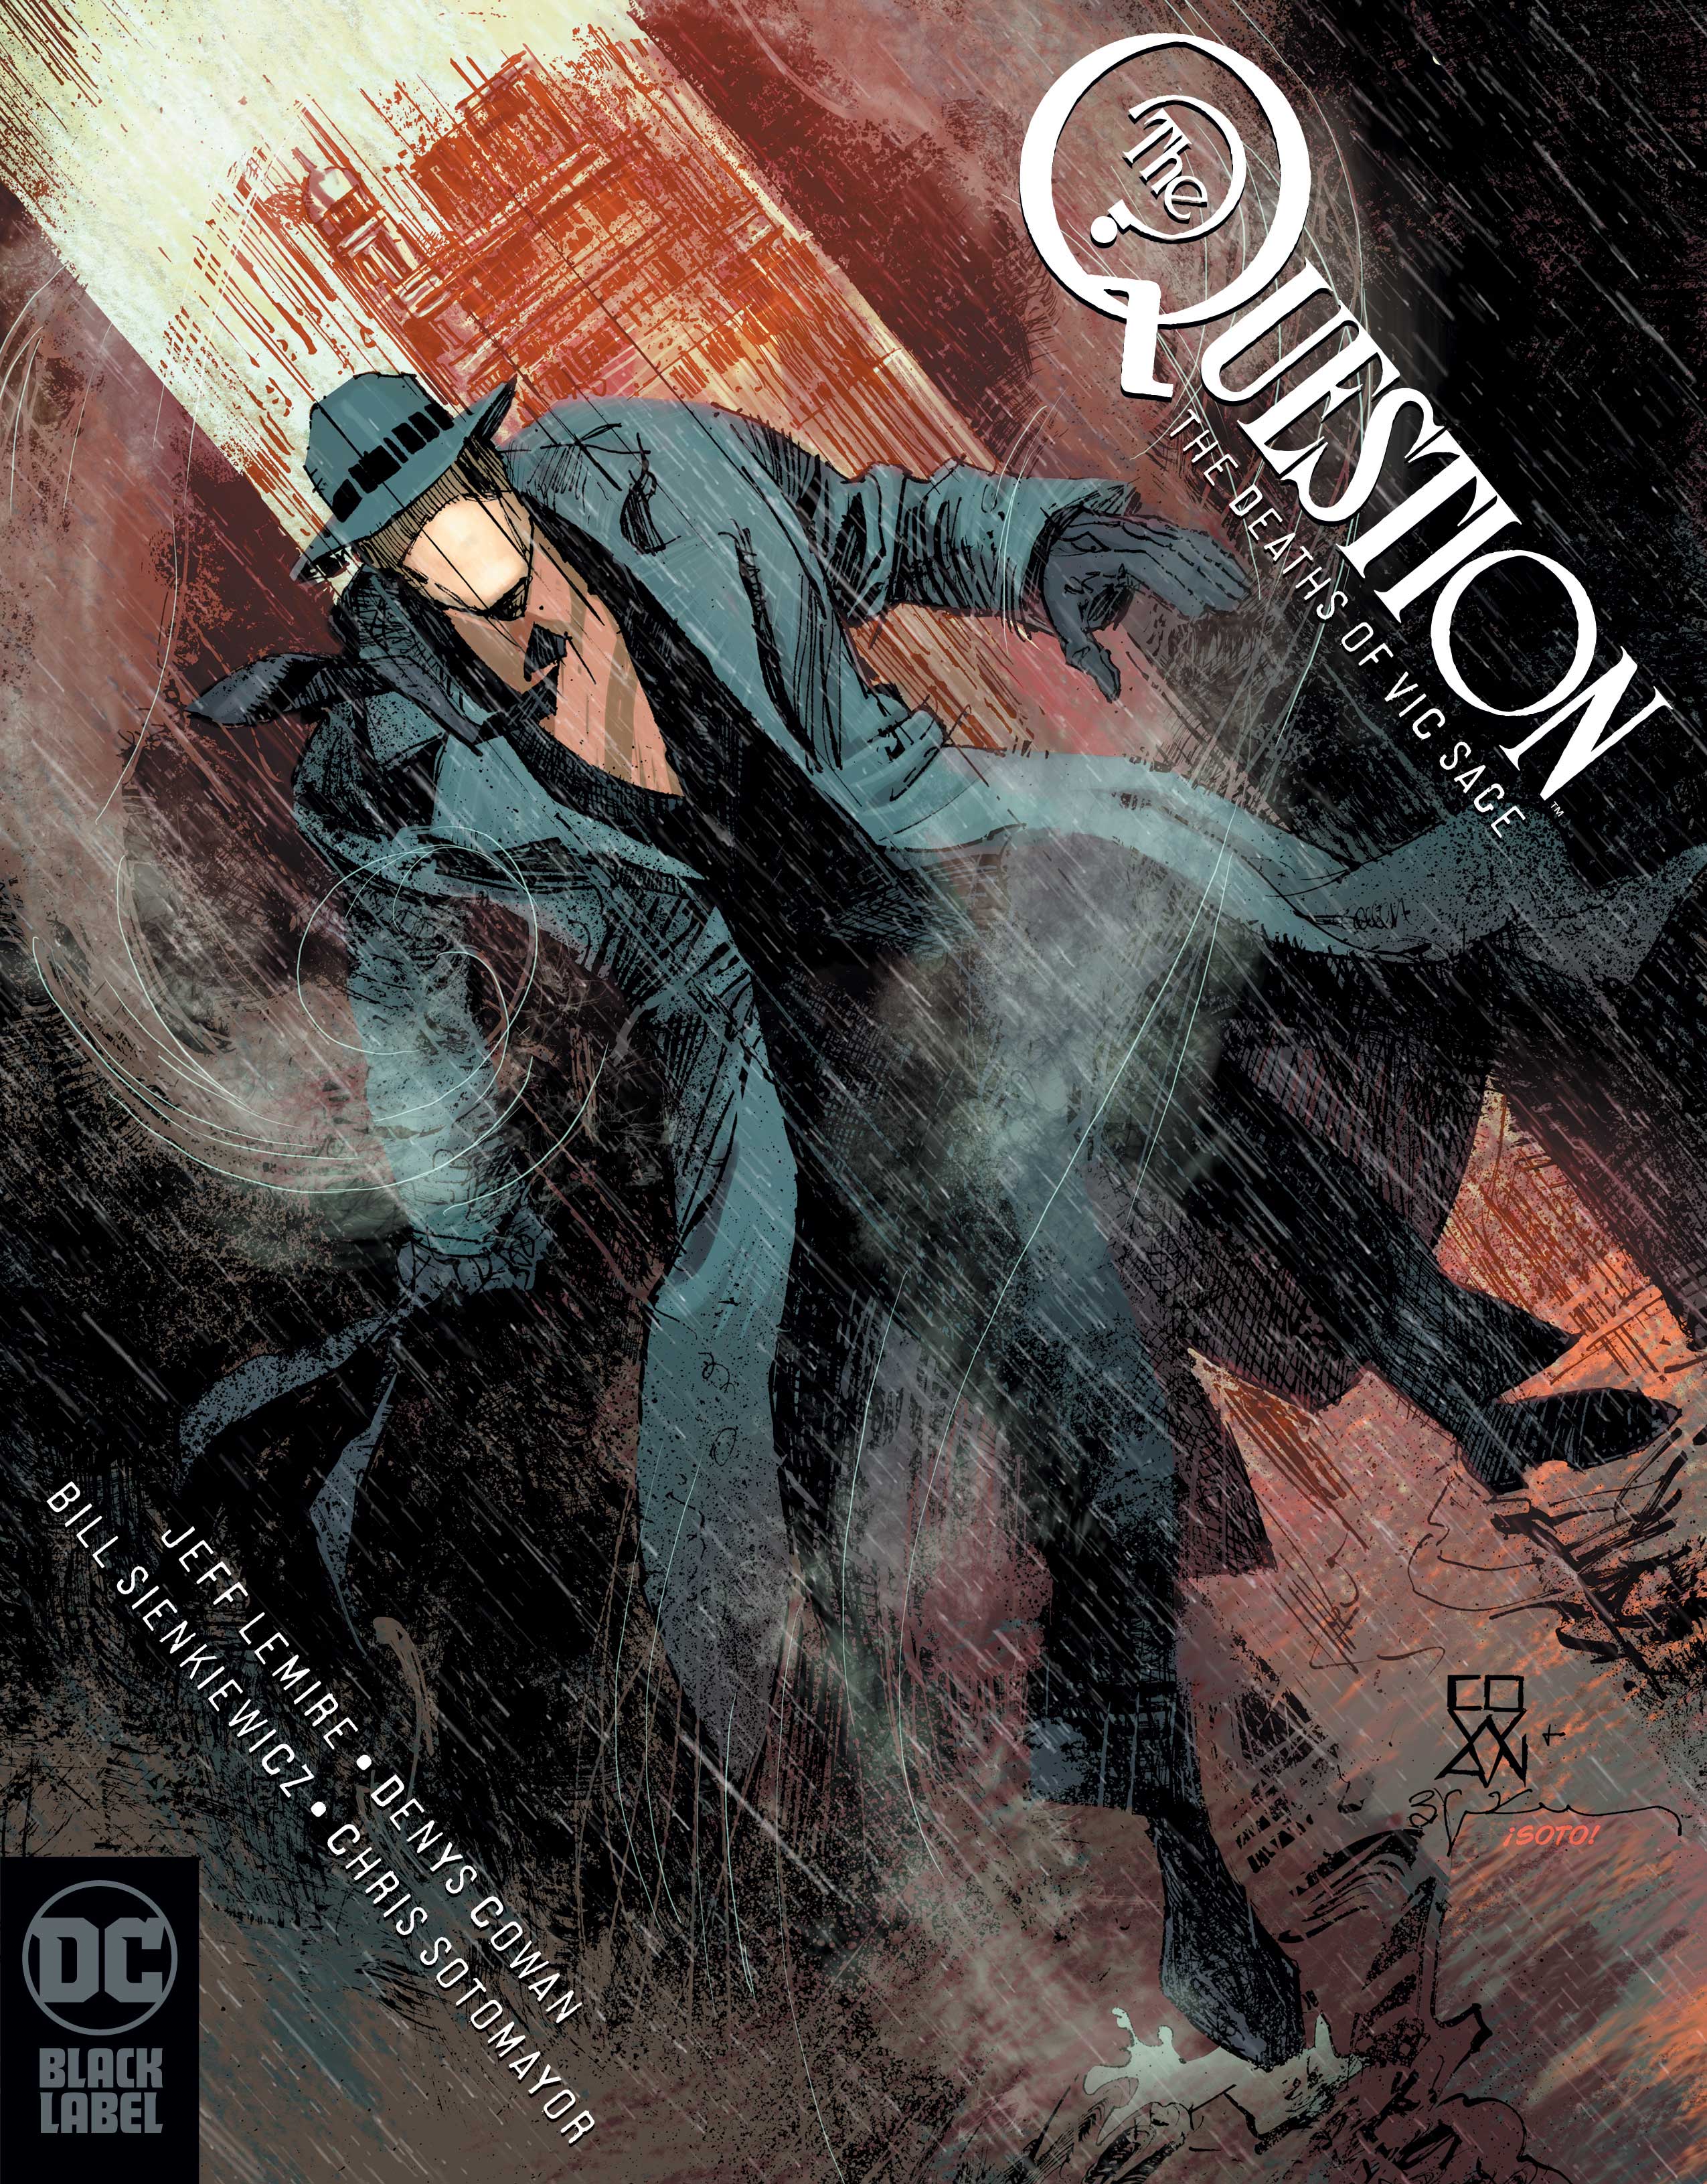 The
QUESTION™
THE DEATHS OF VIC SAGE
JEFF LEMIRE • DENYS COWAN
BILL SIENKIEWICZ • CHRIS SOTOMAYOR
COWAN +
¡SOTO!
DC
BLACK
LABEL